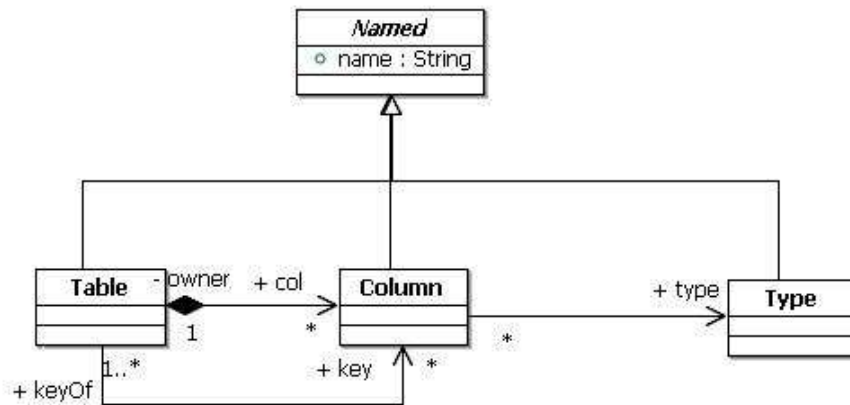 Named
name : String
- owner
+ col
Table
Column
+ type
Type
1
*
*
1..*
+ key
*
+ keyOf